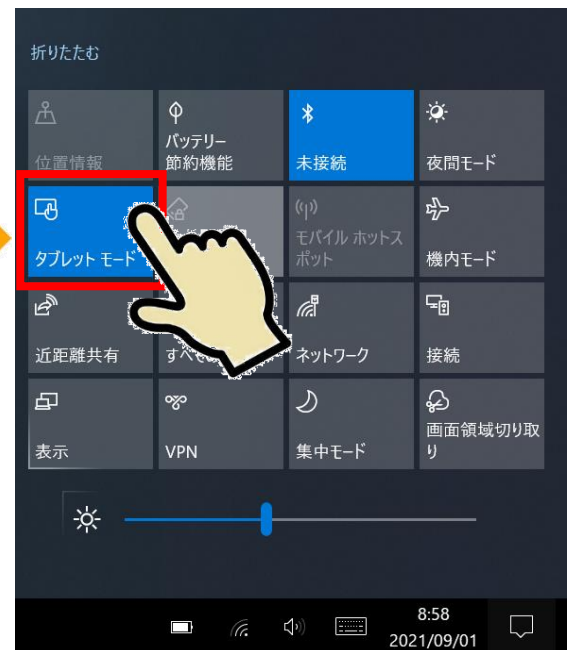 折りたたむ
位置情報
バッテリー
節約機能
未接続
夜間モード
タブレット モード
モバイル ホットス
ポット
機内モード
近距離共有
すべての
ネットワーク
接続
表示
VPN
集中モード
画面領域切り取
り
8:58
2021/09/01